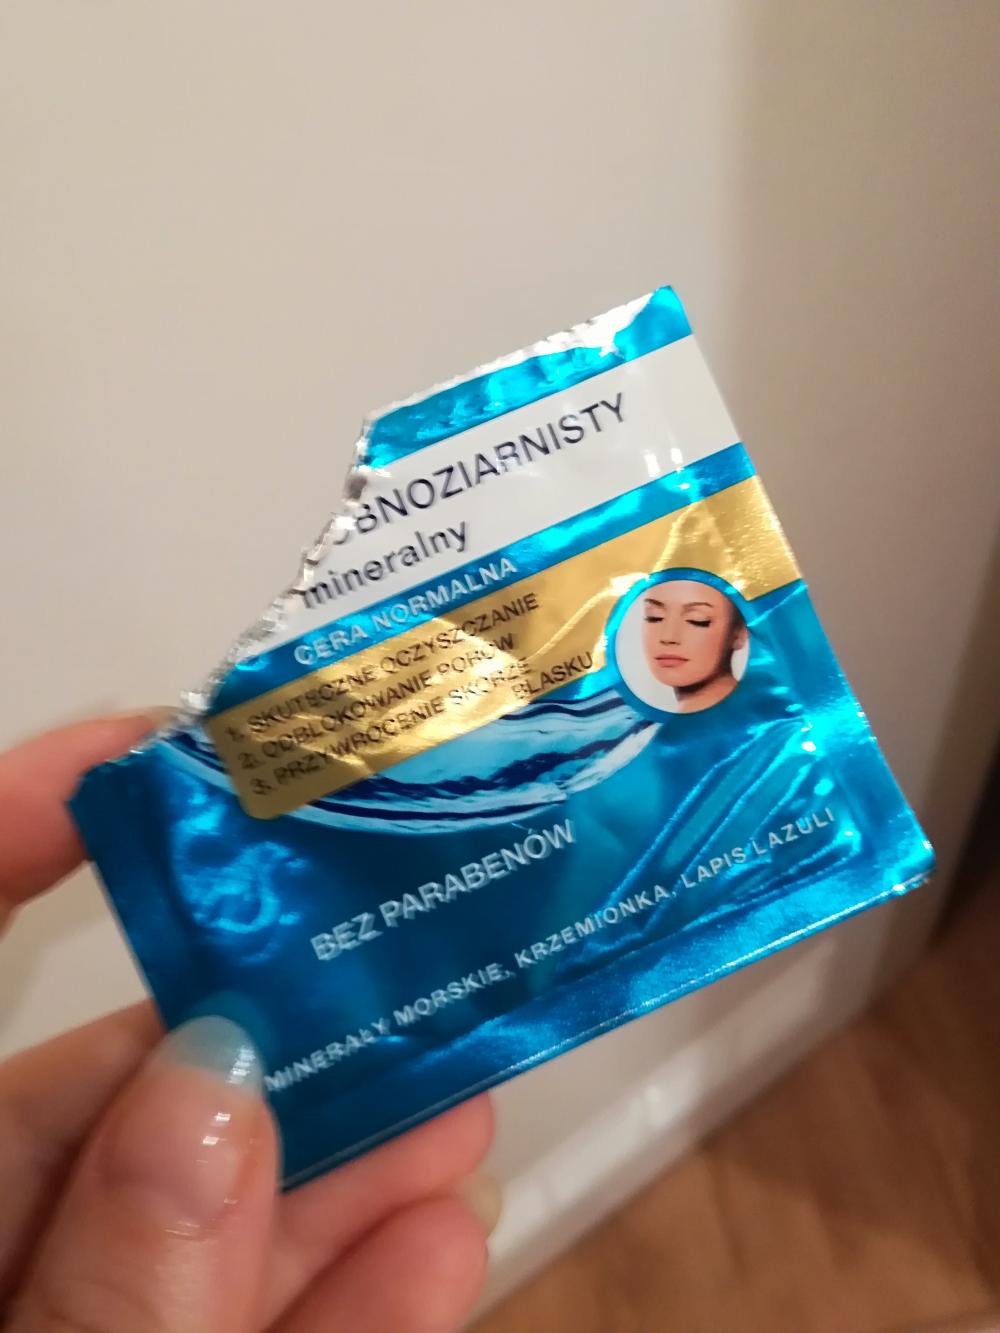 OBNOZIARNISTY
mineralny
CERA NORMALNA
1. SKUTECZNE OCZYSZCZANIE
2. ODBLOKOWANIE PORÓW
3. PRZYWRÓCENIE SKÓRZE
BLASKU
BEZ PARABENÓW
MINERAŁY MORSKIE, KRZEMIONKA, LAPIS LAZULI